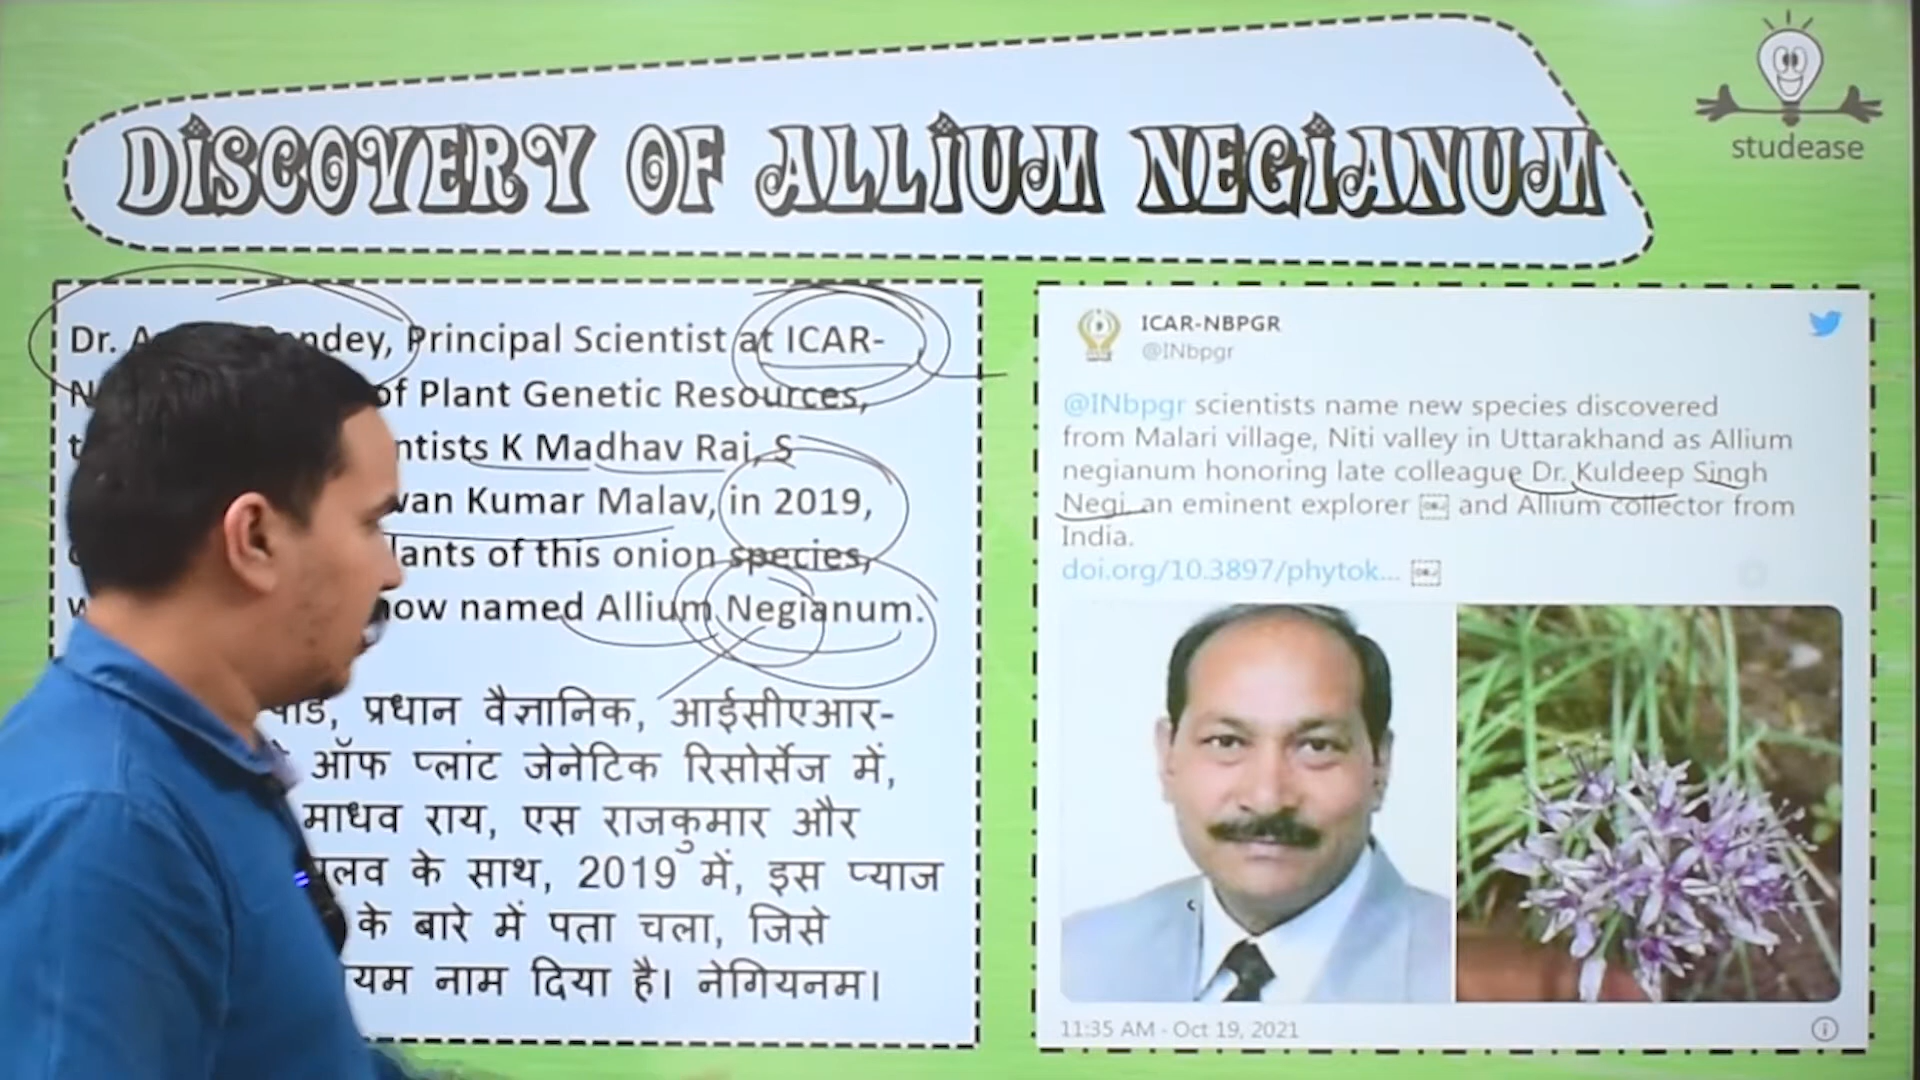 DISCOVERY OF ALLIUM NEGIANUM
studease
Dr. Pandey, Principal Scientist at ICAR-
of Plant Genetic Resources,
K Madhav Rai, S
Kumar Malav, in 2019,
of this onion species,
now named Allium Negianum.
प्रधान वैज्ञानिक, आईसीएआर-
ऑफ प्लांट जेनेटिक रिसोर्सेज में,
माधव राय, एस राजकुमार और
के साथ, 2019 में, इस प्याज
के बारे में पता चला, जिसे
नाम दिया है। नेगियनम।
ICAR-NBPGR
@INbpgr
@INbpgr scientists name new species discovered
from Malari village, Niti valley in Uttarakhand as Allium
negianum honoring late colleague Dr. Kuldeep Singh
Negi, an eminent explorer OBJ and Allium collector from
India.
doi.org/10.3897/phytok... OBJ
11:35 AM - Oct 19, 2021